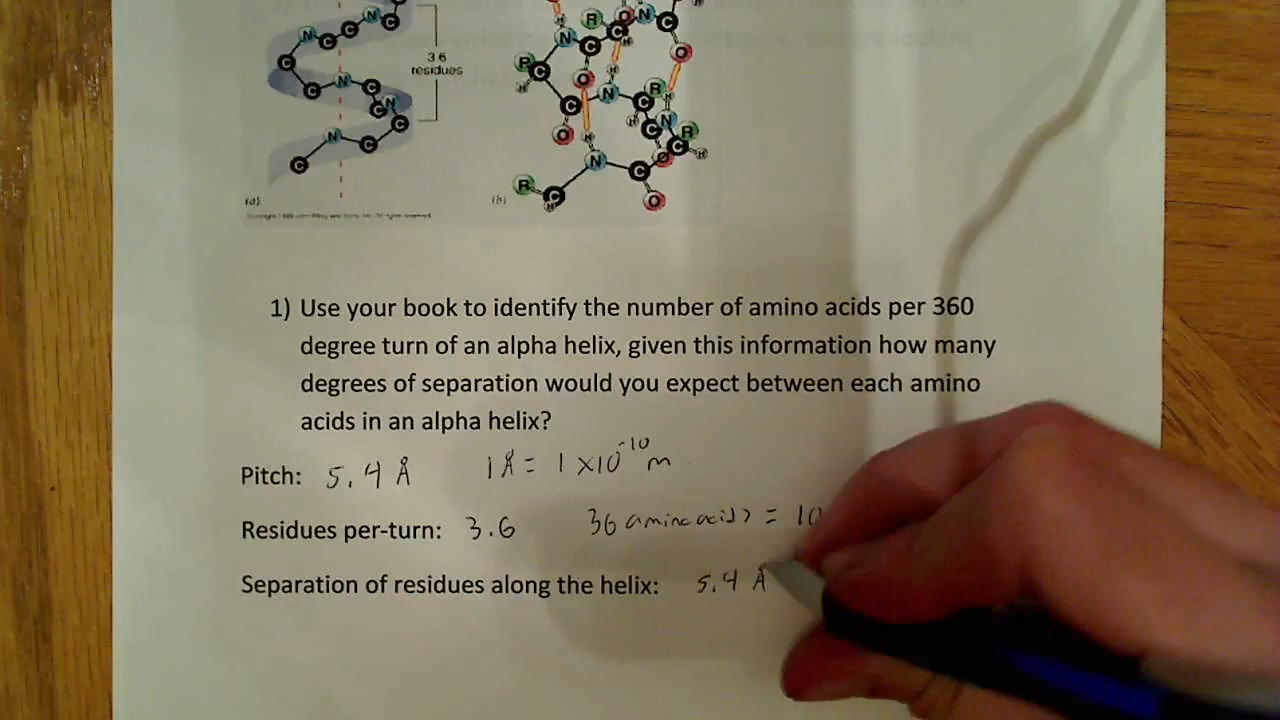 3.6
residues
(a)
(b)
1) Use your book to identify the number of amino acids per 360
degree turn of an alpha helix, given this information how many
degrees of separation would you expect between each amino
acids in an alpha helix?
Pitch: 5.4 Å 1Å = 1 x10⁻¹⁰ m
Residues per-turn: 3.6 36 amino acids = 10
Separation of residues along the helix: 5.4 Å